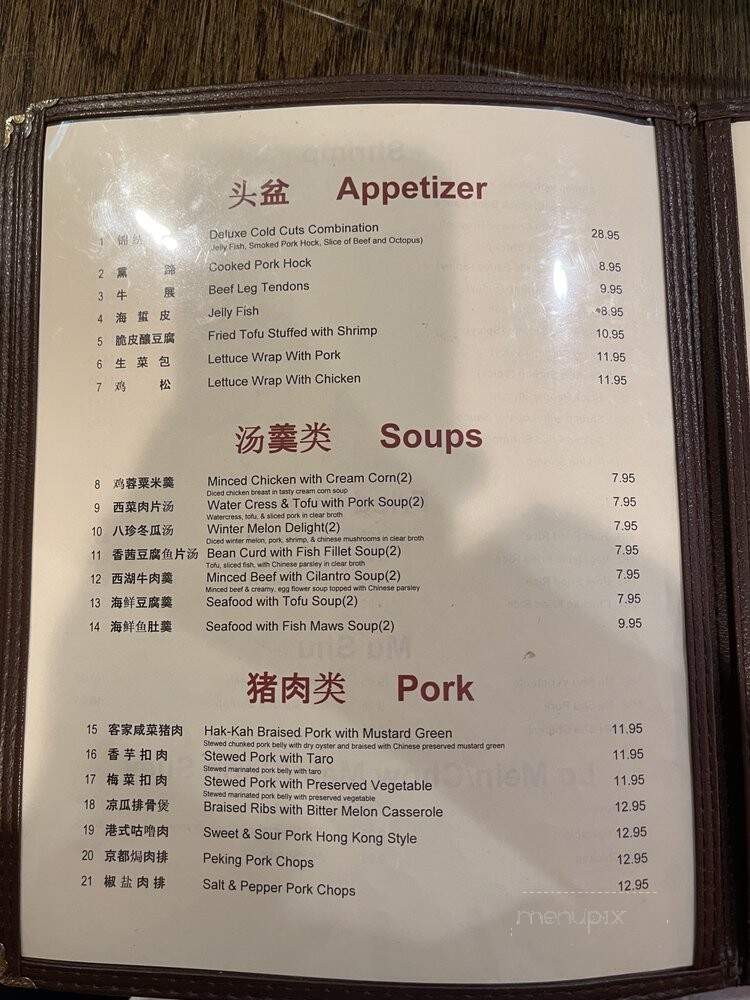 头盆 Appetizer
1 锦 Deluxe Cold Cuts Combination 28.95
(Jelly Fish, Smoked Pork Hock, Slice of Beef and Octopus)
2 熏 蹄 Cooked Pork Hock 8.95
3 牛 展 Beef Leg Tendons 9.95
4 海 蜇 皮 Jelly Fish 8.95
5 脆皮釀豆腐 Fried Tofu Stuffed with Shrimp 10.95
6 生 菜 包 Lettuce Wrap With Pork 11.95
7 鸡 松 Lettuce Wrap With Chicken 11.95
汤羹类 Soups
8 鸡蓉粟米羹 Minced Chicken with Cream Corn(2) 7.95
Diced chicken breast in tasty cream corn soup
9 西菜肉片汤 Water Cress & Tofu with Pork Soup(2) 7.95
Watercress, tofu, & sliced pork in clear broth
10 八珍冬瓜汤 Winter Melon Delight(2) 7.95
Diced winter melon, pork, shrimp, & chinese mushrooms in clear broth
11 香茜豆腐鱼片汤 Bean Curd with Fish Fillet Soup(2) 7.95
Tofu, sliced fish, with Chinese parsley in clear broth
12 西湖牛肉羹 Minced Beef with Cilantro Soup(2) 7.95
Minced beef & creamy, egg flower soup topped with Chinese parsley
13 海鲜豆腐羹 Seafood with Tofu Soup(2) 7.95
14 海鲜鱼肚羹 Seafood with Fish Maws Soup(2) 9.95
猪肉类 Pork
15 客家咸菜猪肉 Hak-Kah Braised Pork with Mustard Green 11.95
Stewed chunked pork belly with dry oyster and braised with Chinese preserved mustard green
16 香 芋 扣 肉 Stewed Pork with Taro 11.95
Stewed marinated pork belly with taro
17 梅 菜 扣 肉 Stewed Pork with Preserved Vegetable 11.95
Stewed marinated pork belly with preserved vegetable
18 凉瓜排骨煲 Braised Ribs with Bitter Melon Casserole 12.95
19 港式咕噜肉 Sweet & Sour Pork Hong Kong Style 12.95
20 京都焗肉排 Peking Pork Chops 12.95
21 椒 盐 肉 排 Salt & Pepper Pork Chops 12.95
menupix